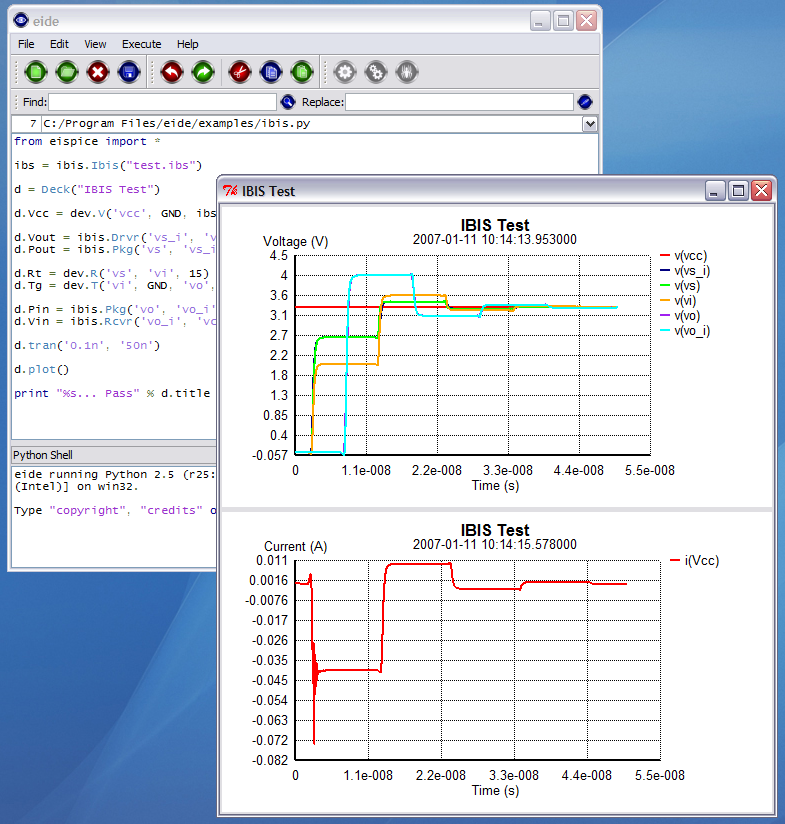 eide
File Edit View Execute Help
Find: Replace:
7 C:/Program Files/eide/examples/ibis.py
from eispice import *
ibs = ibis.Ibis("test.ibs")
d = Deck("IBIS Test")
d.Vcc = dev.V('vcc', GND, ibs
d.Vout = ibis.Drvr('vs_i', 'v
d.Pout = ibis.Pkg('vs', 'vs_i
d.Rt = dev.R('vs', 'vi', 15)
d.Tg = dev.T('vi', GND, 'vo',
d.Pin = ibis.Pkg('vo', 'vo_i'
d.Vin = ibis.Rcvr('vo_i', 'vc
d.tran('0.1n', '50n')
d.plot()
print "%s... Pass" % d.title
Python Shell
eide running Python 2.5 (r25:
(Intel)] on win32.
Type "copyright", "credits" o
IBIS Test
IBIS Test
2007-01-11 10:14:13.953000
Voltage (V)
4.5
4
3.6
3.1
2.7
2.2
1.8
1.3
0.85
0.4
-0.057
0 1.1e-008 2.2e-008 3.3e-008 4.4e-008 5.5e-008
Time (s)
v(vcc)
v(vs_i)
v(vs)
v(vi)
v(vo)
v(vo_i)
IBIS Test
2007-01-11 10:14:15.578000
Current (A)
0.011
0.0016
-0.0076
-0.017
-0.026
-0.035
-0.045
-0.054
-0.063
-0.072
-0.082
0 1.1e-008 2.2e-008 3.3e-008 4.4e-008 5.5e-008
Time (s)
i(Vcc)